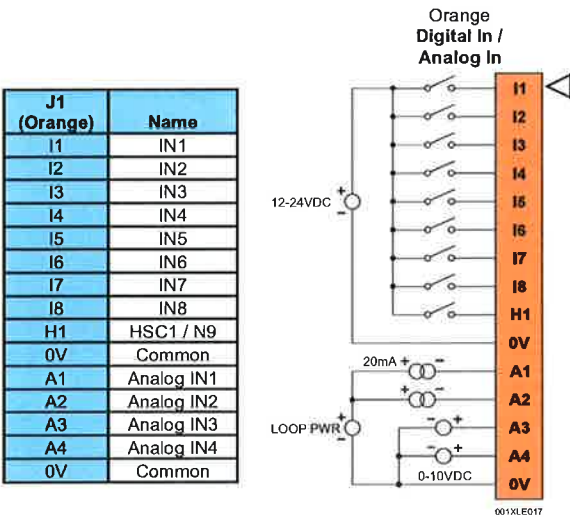 J1
(Orange) Name
I1 IN1
I2 IN2
I3 IN3
I4 IN4
I5 IN5
I6 IN6
I7 IN7
I8 IN8
H1 HSC1 / N9
0V Common
A1 Analog IN1
A2 Analog IN2
A3 Analog IN3
A4 Analog IN4
0V Common
Orange
Digital In /
Analog In
I1
I2
I3
I4
12-24VDC + - I5
I6
I7
I8
H1
0V
20mA + - A1
+ - A2
LOOP PWR + - - + A3
- + A4
0-10VDC 0V
001XLE017